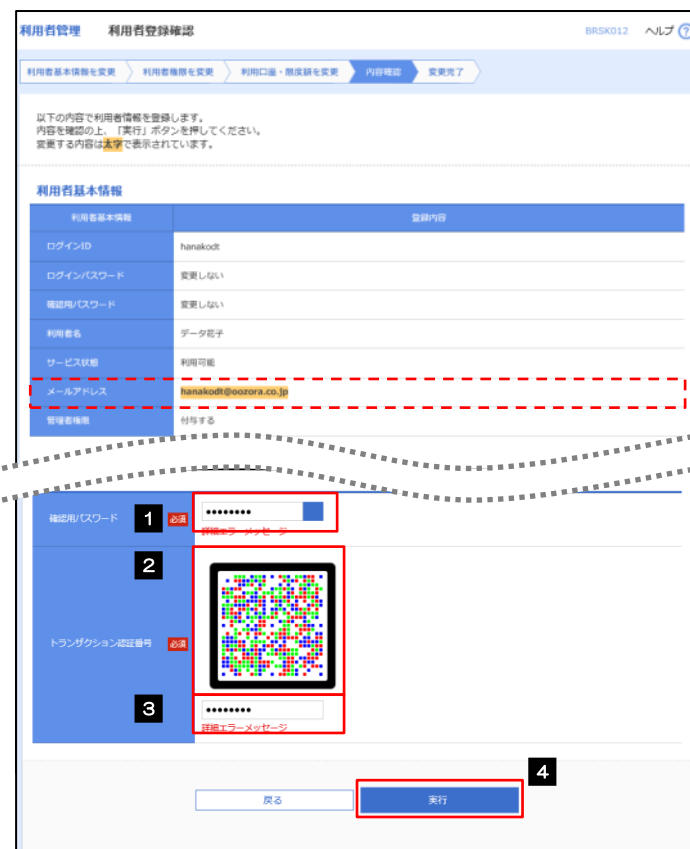 利用者管理 利用者登録確認 BRSK012 ヘルプ ?
利用者基本情報を変更 利用者権限を変更 利用口座・限度額を変更 内容確認 変更完了
以下の内容で利用者情報を登録します。
内容を確認の上、「実行」ボタンを押してください。
変更する内容は太字で表示されています。
利用者基本情報
利用者基本情報 登録内容
ログインID hanakodt
ログインパスワード 変更しない
確認用パスワード 変更しない
利用者名 データ花子
サービス状態 利用可能
メールアドレス hanakodt@oozora.co.jp
管理者権限 付与する
確認用パスワード 1 必須 ●●●●●●●●
詳細エラーメッセージ
2
トランザクション認証番号 必須
3 ●●●●●●●●
詳細エラーメッセージ
4
戻る 実行